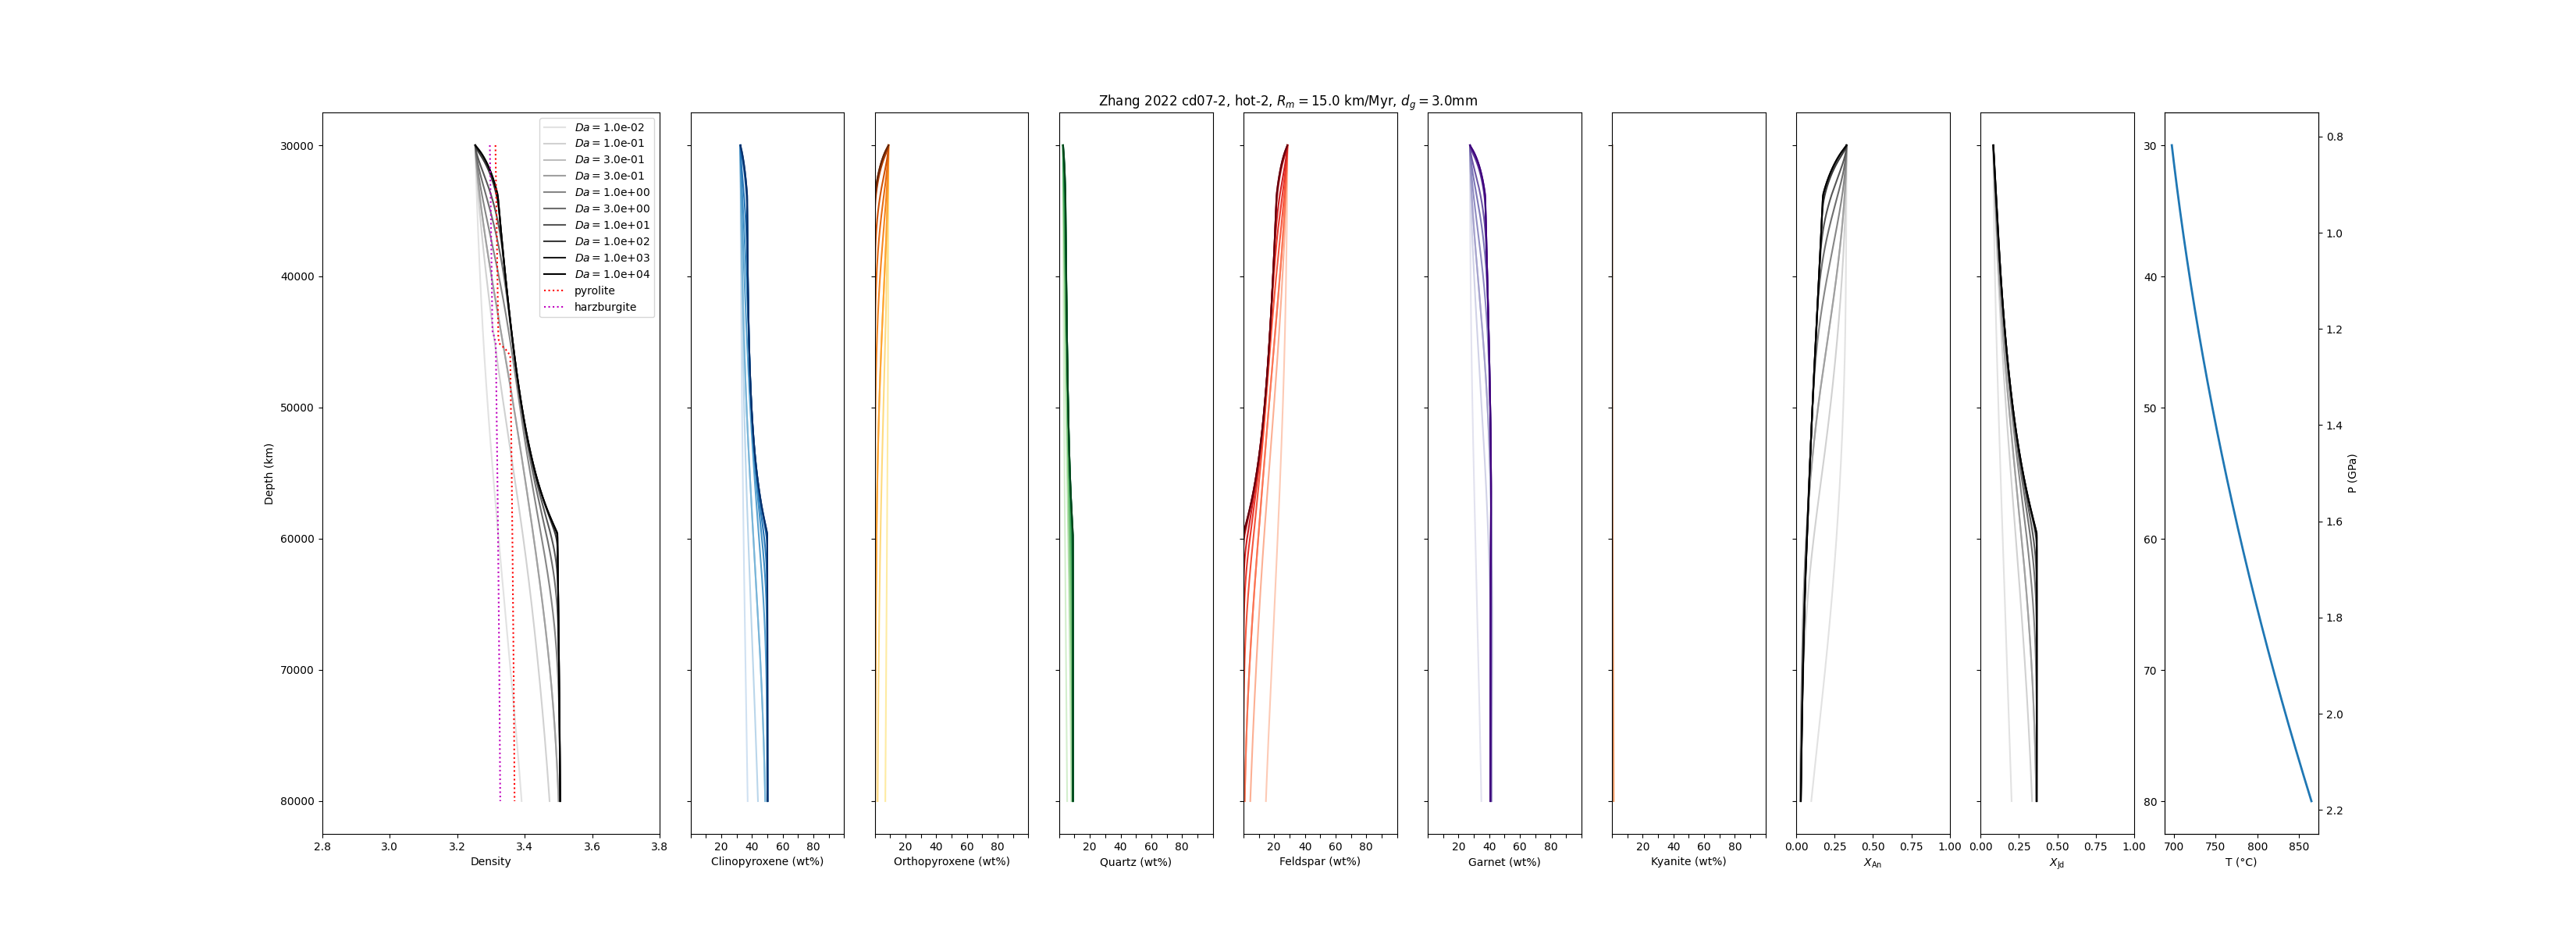 Zhang 2022 cd07-2, hot-2, R_m = 15.0 km/Myr, d_g = 3.0mm
Da = 1.0e-02
Da = 1.0e-01
Da = 3.0e-01
Da = 3.0e-01
Da = 1.0e+00
Da = 3.0e+00
Da = 1.0e+01
Da = 1.0e+02
Da = 1.0e+03
Da = 1.0e+04
pyrolite
harzburgite
Depth (km)
30000
40000
50000
60000
70000
80000
2.8 3.0 3.2 3.4 3.6 3.8
Density
20 40 60 80
Clinopyroxene (wt%)
20 40 60 80
Orthopyroxene (wt%)
20 40 60 80
Quartz (wt%)
20 40 60 80
Feldspar (wt%)
20 40 60 80
Garnet (wt%)
20 40 60 80
Kyanite (wt%)
0.00 0.25 0.50 0.75 1.00
X_An
0.00 0.25 0.50 0.75 1.00
X_Jd
30
40
50
60
70
80
700 750 800 850
T (°C)
0.8
1.0
1.2
1.4
1.6
1.8
2.0
2.2
P (GPa)